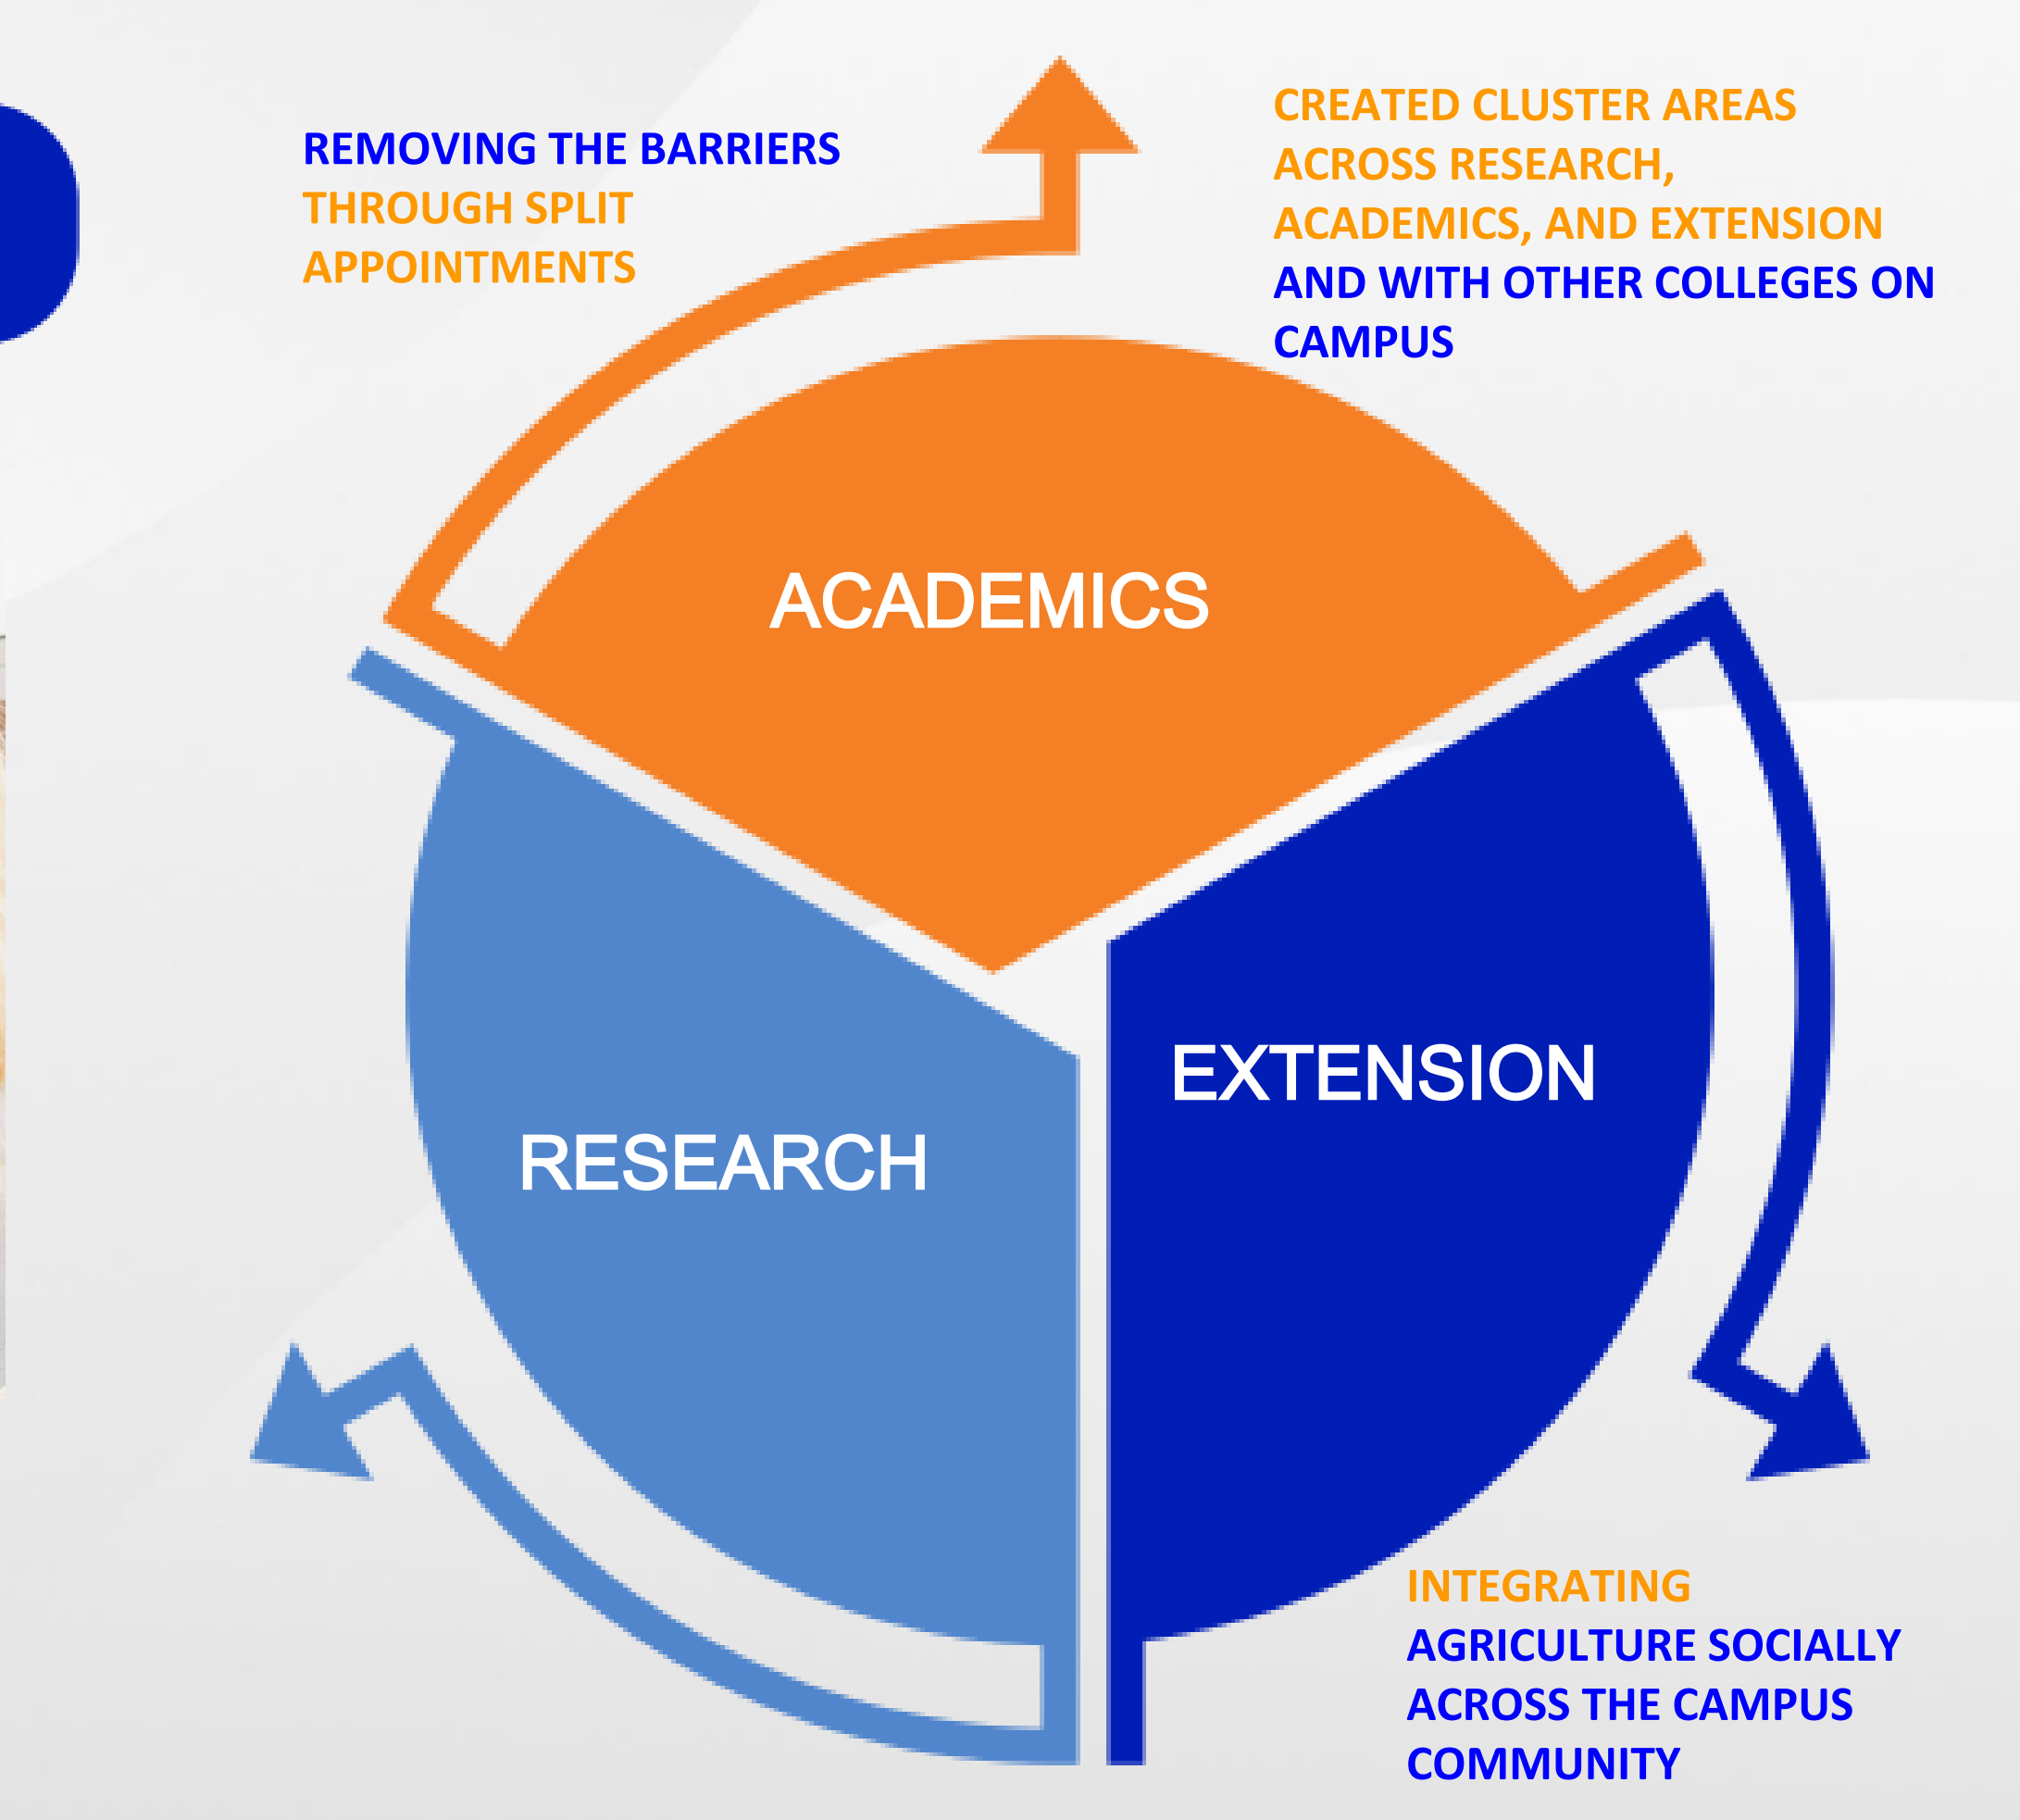 REMOVING THE BARRIERS
THROUGH SPLIT
APPOINTMENTS
CREATED CLUSTER AREAS
ACROSS RESEARCH,
ACADEMICS, AND EXTENSION
AND WITH OTHER COLLEGES ON
CAMPUS
ACADEMICS
EXTENSION
RESEARCH
INTEGRATING
AGRICULTURE SOCIALLY
ACROSS THE CAMPUS
COMMUNITY